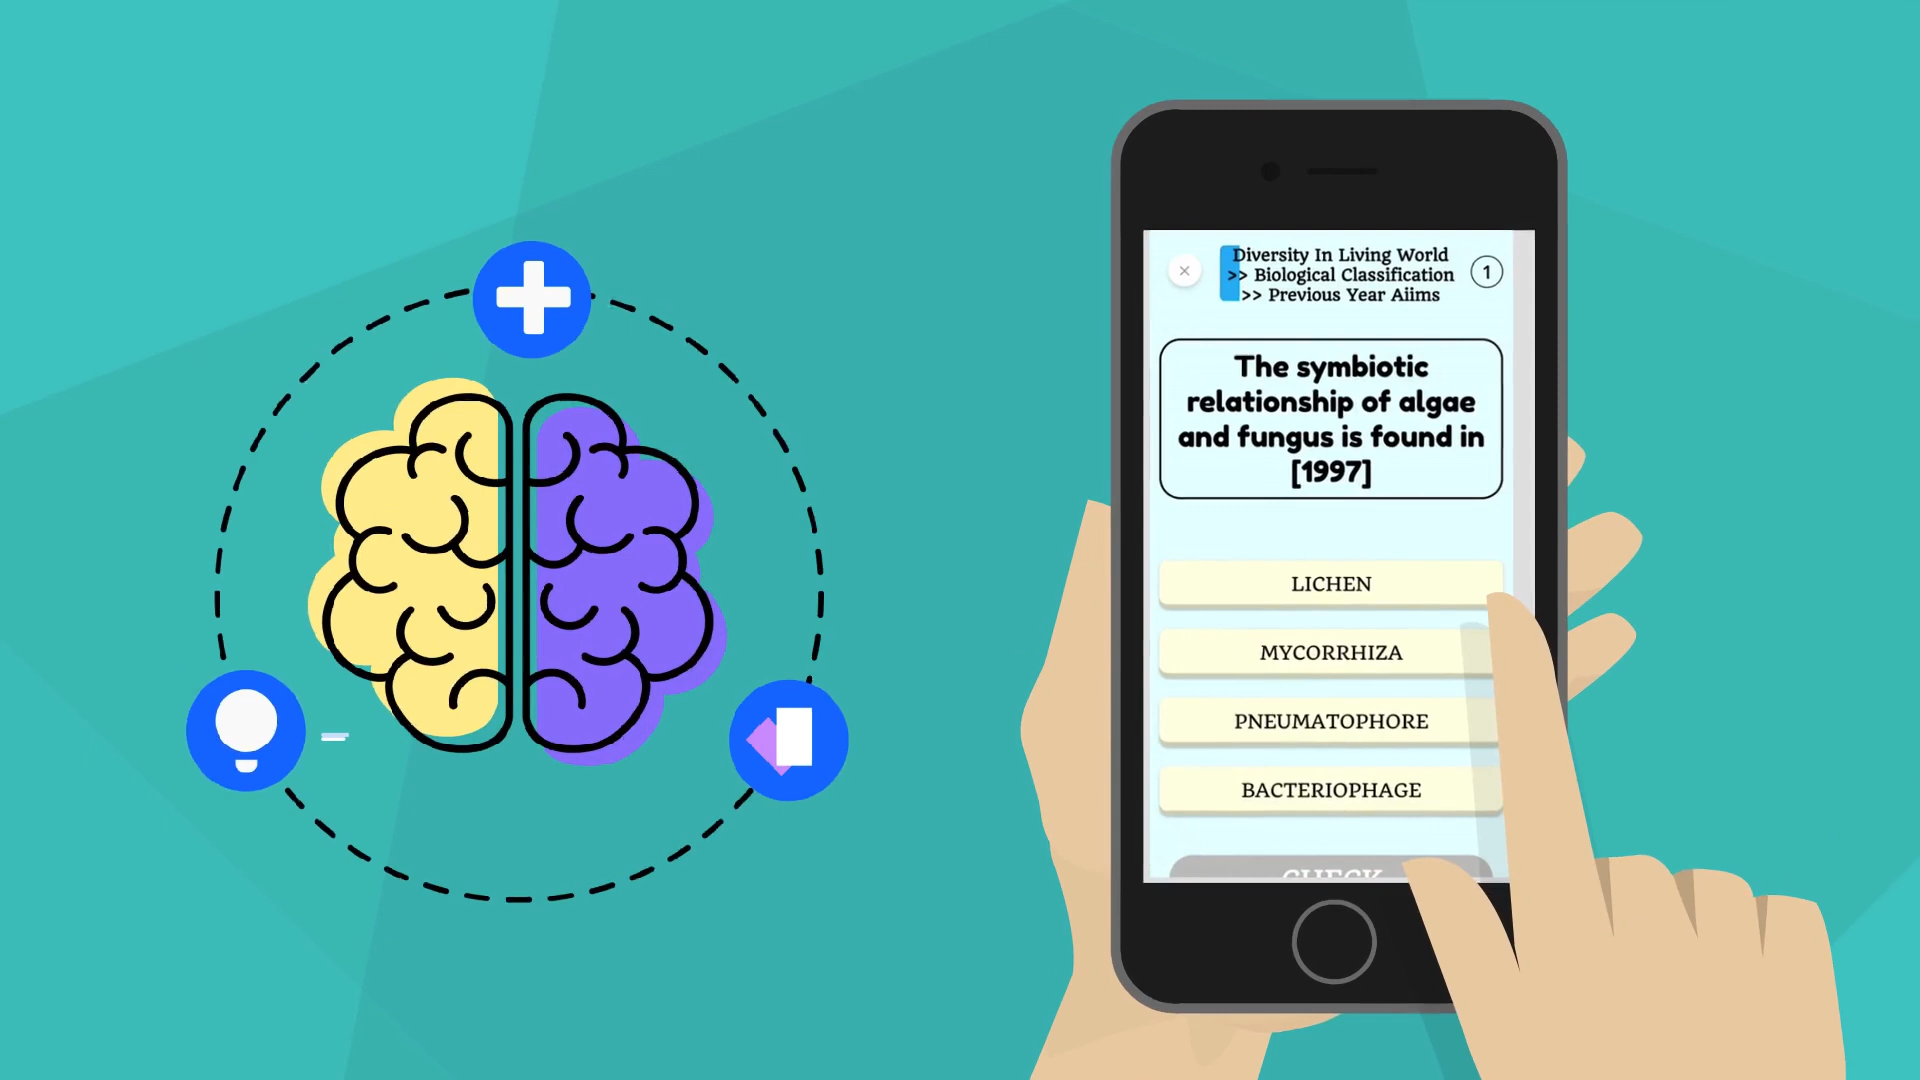 Diversity In Living World
>> Biological Classification
>> Previous Year Aiims
1
The symbiotic
relationship of algae
and fungus is found in
[1997]
LICHEN
MYCORRHIZA
PNEUMATOPHORE
BACTERIOPHAGE
CHECK